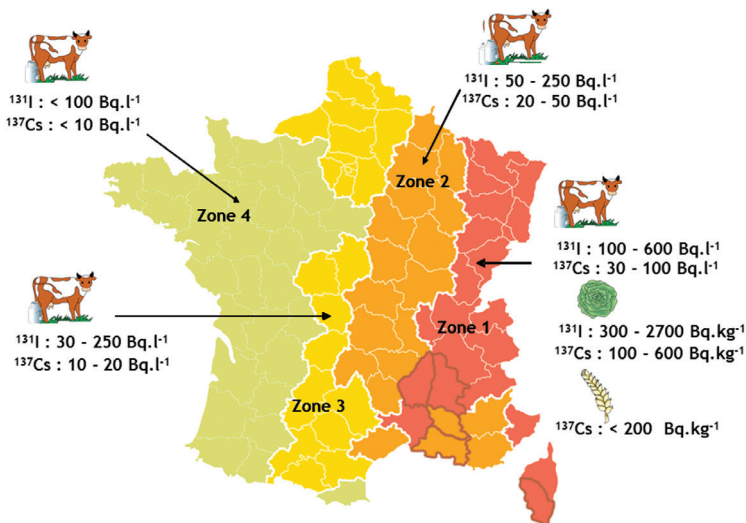 ¹³¹I : < 100 Bq.l⁻¹
¹³⁷Cs : < 10 Bq.l⁻¹
¹³¹I : 50 - 250 Bq.l⁻¹
¹³⁷Cs : 20 - 50 Bq.l⁻¹
Zone 2
Zone 4
¹³¹I : 100 - 600 Bq.l⁻¹
¹³⁷Cs : 30 - 100 Bq.l⁻¹
¹³¹I : 30 - 250 Bq.l⁻¹
¹³⁷Cs : 10 - 20 Bq.l⁻¹
Zone 1
¹³¹I : 300 - 2700 Bq.kg⁻¹
¹³⁷Cs : 100 - 600 Bq.kg⁻¹
Zone 3
¹³⁷Cs : < 200 Bq.kg⁻¹